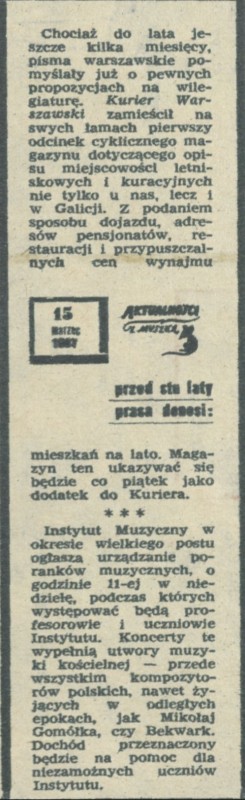 Chociaż do lata je-
szcze kilka miesięcy,
pisma warszawskie po-
myślały już o pewnych
propozycjach na wile-
giaturę. Kurier War-
szawski zamieścił na
swych łamach pierwszy
odcinek cyklicznego ma-
gazynu dotyczącego opi-
su miejscowości letni-
skowych i kuracyjnych
nie tylko u nas, lecz i
w Galicji. Z podaniem
sposobu dojazdu, adre-
sów pensjonatów, re-
stauracji i przypuszczal-
nych cen wynajmu
15
marzec
AKTUALNOŚCI
Z MYSZKĄ
przed stu laty
prasa donosi:
mieszkań na lato. Maga-
zyn ten ukazywać się
będzie co piątek jako
dodatek do Kuriera.
* * *
Instytut Muzyczny w
okresie wielkiego postu
ogłasza urządzanie po-
ranków muzycznych, o
godzinie 11-ej w nie-
dzielę, podczas których
występować będą pro-
fesorowie i uczniowie
Instytutu. Koncerty te
wypełnią utwory muzy-
ki kościelnej — przede
wszystkim kompozyto-
rów polskich, nawet ży-
jących w odległych
epokach, jak Mikołaj
Gomółka, czy Bekwark.
Dochód przeznaczony
będzie na pomoc dla
niezamożnych uczniów
Instytutu.